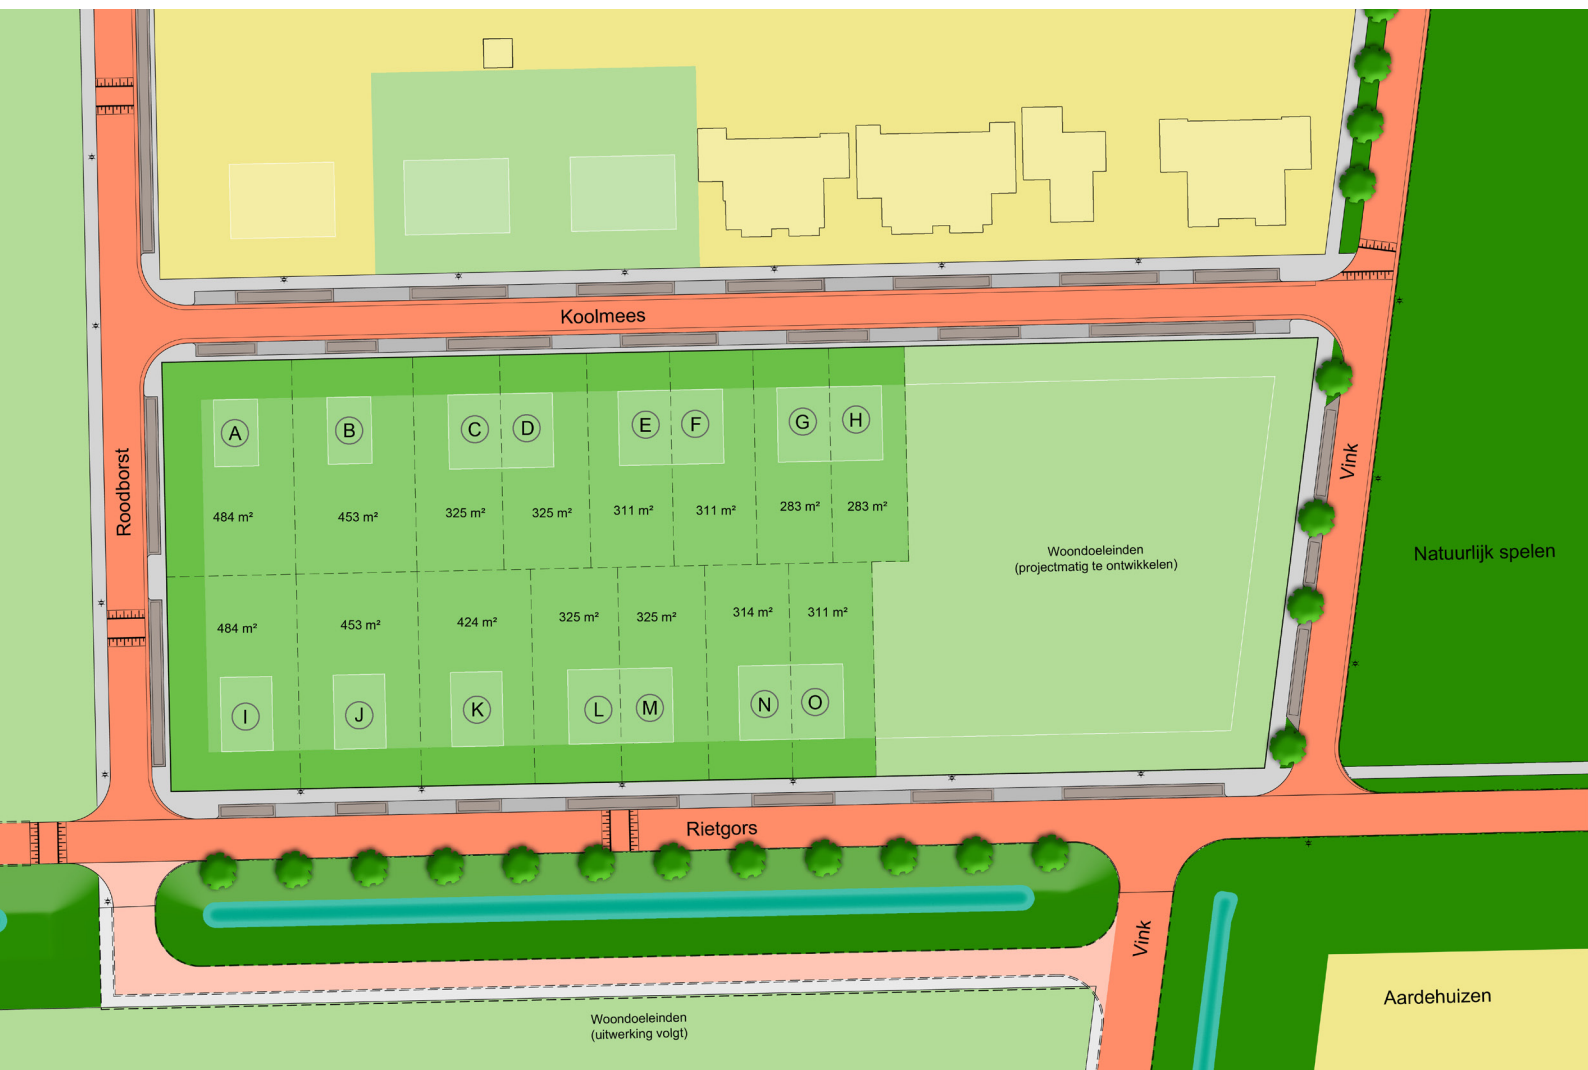 Koolmees
Roodborst
Vink
A
B
C
D
E
F
G
H
484 m²
453 m²
325 m²
325 m²
311 m²
311 m²
283 m²
283 m²
Woondoeleinden
(projectmatig te ontwikkelen)
Natuurlijk spelen
484 m²
453 m²
424 m²
325 m²
325 m²
314 m²
311 m²
I
J
K
L
M
N
O
Rietgors
Vink
Aardehuizen
Woondoeleinden
(uitwerking volgt)